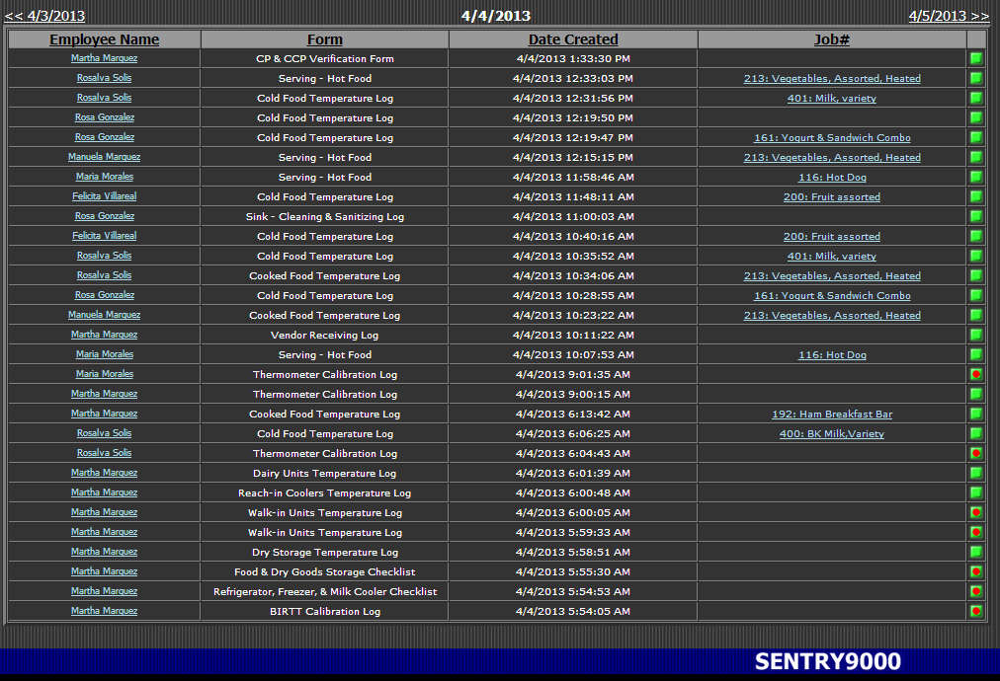 << 4/3/2013 4/4/2013 4/5/2013 >>
Employee Name Form Date Created Job#
Martha Marquez CP & CCP Verification Form 4/4/2013 1:33:30 PM
Rosalva Solis Serving - Hot Food 4/4/2013 12:33:03 PM 213: Vegetables, Assorted, Heated
Rosalva Solis Cold Food Temperature Log 4/4/2013 12:31:56 PM 401: Milk, variety
Rosa Gonzalez Cold Food Temperature Log 4/4/2013 12:19:50 PM
Rosa Gonzalez Cold Food Temperature Log 4/4/2013 12:19:47 PM 161: Yogurt & Sandwich Combo
Manuela Marquez Serving - Hot Food 4/4/2013 12:15:15 PM 213: Vegetables, Assorted, Heated
Maria Morales Serving - Hot Food 4/4/2013 11:58:46 AM 116: Hot Dog
Felicita Villareal Cold Food Temperature Log 4/4/2013 11:48:11 AM 200: Fruit assorted
Rosa Gonzalez Sink - Cleaning & Sanitizing Log 4/4/2013 11:00:03 AM
Felicita Villareal Cold Food Temperature Log 4/4/2013 10:40:16 AM 200: Fruit assorted
Rosalva Solis Cold Food Temperature Log 4/4/2013 10:35:52 AM 401: Milk, variety
Rosalva Solis Cooked Food Temperature Log 4/4/2013 10:34:06 AM 213: Vegetables, Assorted, Heated
Rosa Gonzalez Cold Food Temperature Log 4/4/2013 10:28:55 AM 161: Yogurt & Sandwich Combo
Manuela Marquez Cooked Food Temperature Log 4/4/2013 10:23:22 AM 213: Vegetables, Assorted, Heated
Martha Marquez Vendor Receiving Log 4/4/2013 10:11:22 AM
Maria Morales Serving - Hot Food 4/4/2013 10:07:53 AM 116: Hot Dog
Maria Morales Thermometer Calibration Log 4/4/2013 9:01:35 AM
Martha Marquez Thermometer Calibration Log 4/4/2013 9:00:15 AM
Martha Marquez Cooked Food Temperature Log 4/4/2013 6:13:42 AM 192: Ham Breakfast Bar
Rosalva Solis Cold Food Temperature Log 4/4/2013 6:06:25 AM 400: BK Milk,Variety
Rosalva Solis Thermometer Calibration Log 4/4/2013 6:04:43 AM
Martha Marquez Dairy Units Temperature Log 4/4/2013 6:01:39 AM
Martha Marquez Reach-in Coolers Temperature Log 4/4/2013 6:00:48 AM
Martha Marquez Walk-in Units Temperature Log 4/4/2013 6:00:05 AM
Martha Marquez Walk-in Units Temperature Log 4/4/2013 5:59:33 AM
Martha Marquez Dry Storage Temperature Log 4/4/2013 5:58:51 AM
Martha Marquez Food & Dry Goods Storage Checklist 4/4/2013 5:55:30 AM
Martha Marquez Refrigerator, Freezer, & Milk Cooler Checklist 4/4/2013 5:54:53 AM
Martha Marquez BIRTT Calibration Log 4/4/2013 5:54:05 AM
SENTRY9000